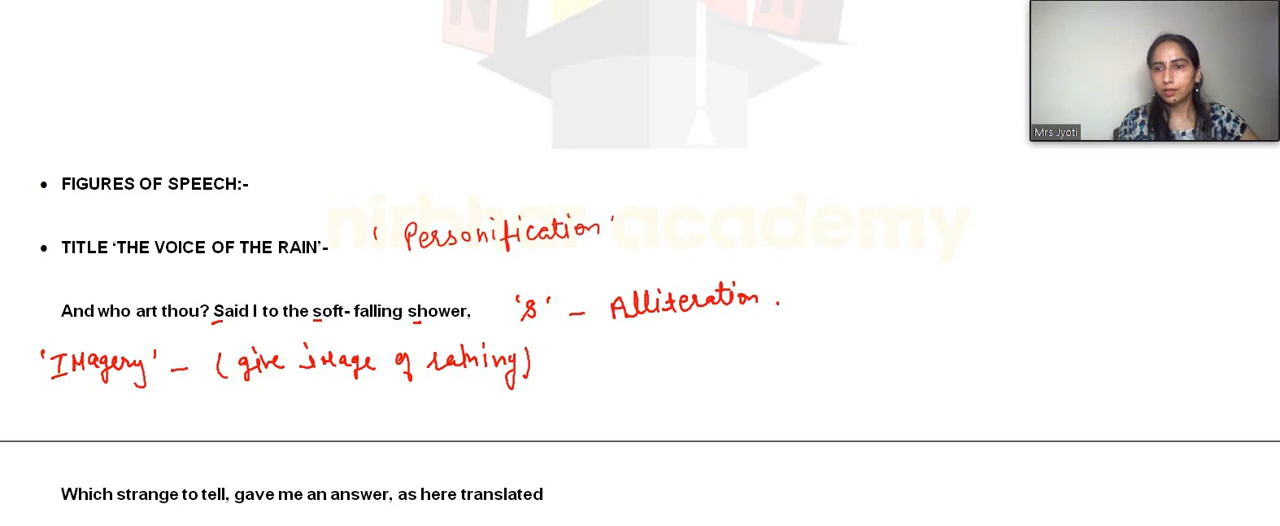 N A
Mrs Jyoti
• FIGURES OF SPEECH:-
nirbhar academy
• TITLE ‘THE VOICE OF THE RAIN’- ‘Personification’
And who art thou? Said I to the soft- falling shower, ‘S’ – Alliteration .
‘Imagery’ – (give image of raining)
Which strange to tell, gave me an answer, as here translated